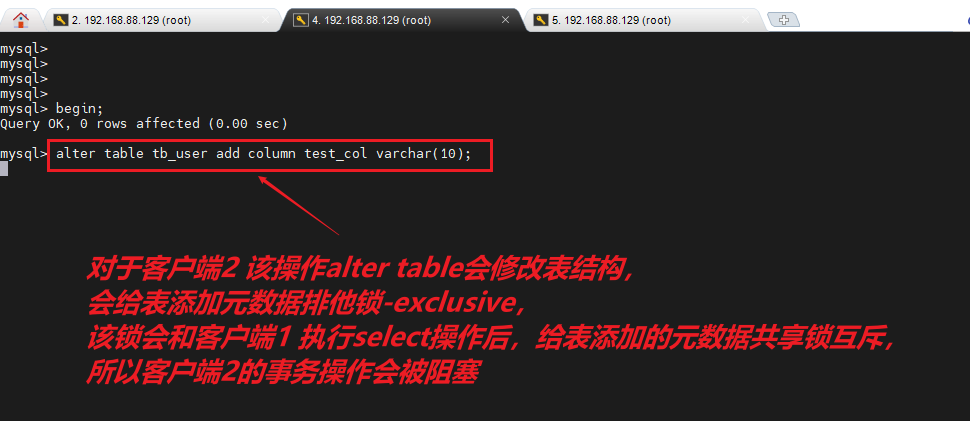 2. 192.168.88.129 (root)
4. 192.168.88.129 (root)
5. 192.168.88.129 (root)
mysql>
mysql>
mysql>
mysql>
mysql> begin;
Query OK, 0 rows affected (0.00 sec)
mysql> alter table tb_user add column test_col varchar(10);
对于客户端2 该操作alter table会修改表结构，
会给表添加元数据排他锁-exclusive，
该锁会和客户端1 执行select操作后，给表添加的元数据共享锁互斥，
所以客户端2的事务操作会被阻塞